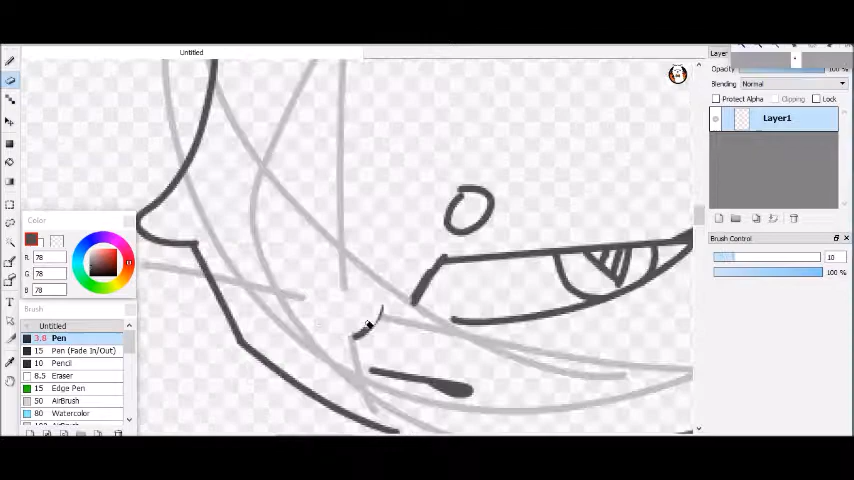 Untitled
Layer
Opacity 100 %
Blending Normal
Protect Alpha Clipping Lock
Layer1
Color
R 78
G 78
B 78
Brush Control
10
100 %
Brush
Untitled
3.8 Pen
15 Pen (Fade In/Out)
10 Pencil
8.5 Eraser
15 Edge Pen
50 AirBrush
80 Watercolor
T